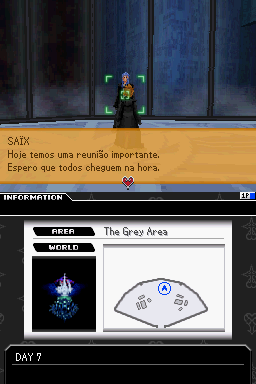 SAÏX
Hoje temos uma reunião importante.
Espero que todos cheguem na hora.
INFORMATION
AREA The Grey Area
WORLD
A
DAY 7